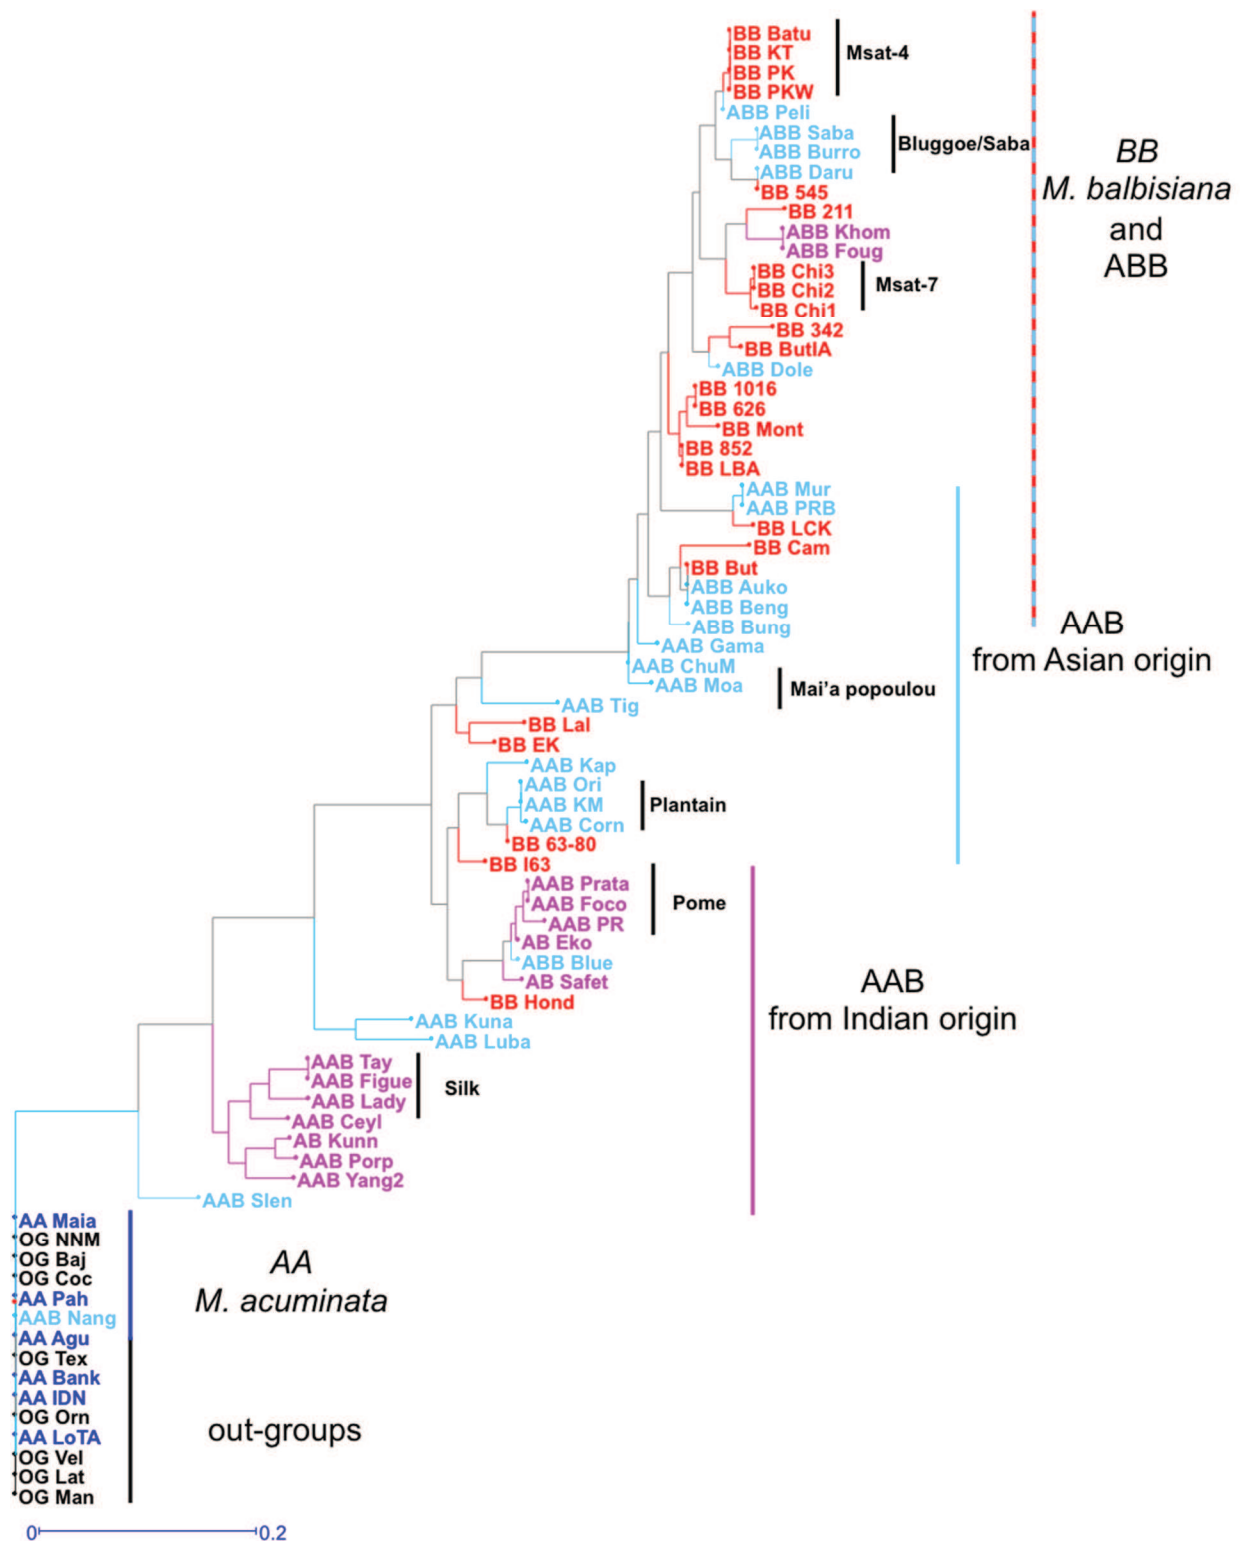 BB Batu
BB KT
Msat-4
BB PK
BB PKW
ABB Peli
ABB Saba
Bluggoe/Saba
ABB Burro
ABB Daru
BB 545
BB
M. balbisiana
and
ABB
BB 211
ABB Khom
ABB Foug
BB Chi3
BB Chi2
Msat-7
BB Chi1
BB 342
BB ButIA
ABB Dole
BB 1016
BB 626
BB Mont
BB 852
BB LBA
AAB Mur
AAB PRB
BB LCK
BB Cam
BB But
ABB Auko
ABB Beng
ABB Bung
AAB
from Asian origin
AAB Gama
AAB ChuM
AAB Moa
Mai'a popoulou
AAB Tig
BB Lal
BB EK
AAB Kap
AAB Ori
AAB KM
Plantain
AAB Corn
BB 63-80
BB I63
AAB Prata
AAB Foco
Pome
AAB PR
AB Eko
ABB Blue
AB Safet
BB Hond
AAB
from Indian origin
AAB Kuna
AAB Luba
AAB Tay
AAB Figue
Silk
AAB Lady
AAB Ceyl
AB Kunn
AAB Porp
AAB Yang2
AAB Slen
AA Maia
OG NNM
OG Baj
OG Coc
AA Pah
AAB Nang
AA
M. acuminata
AA Agu
OG Tex
AA Bank
AA IDN
OG Orn
AA LoTA
out-groups
OG Vel
OG Lat
OG Man
0 0.2